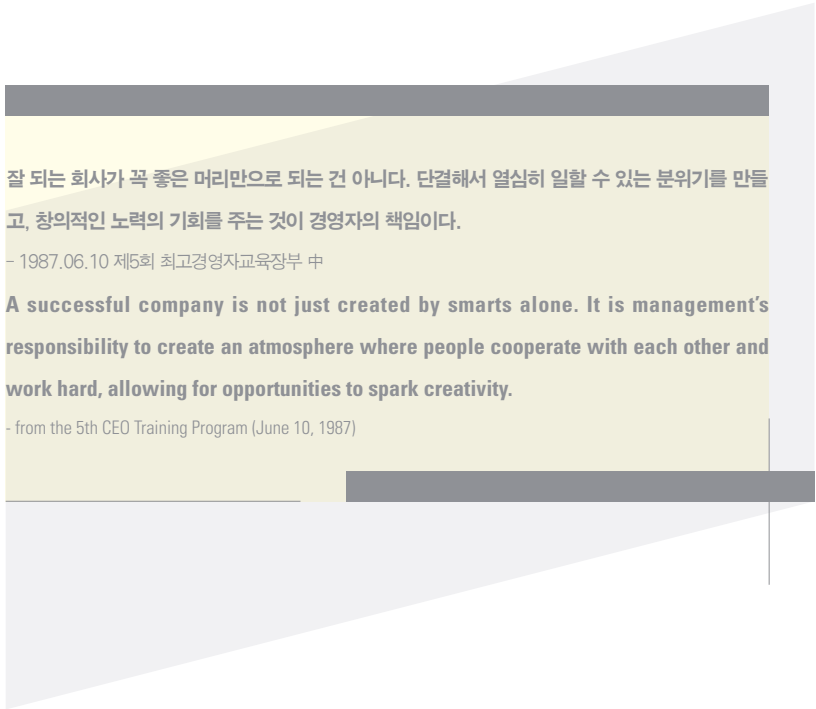 잘 되는 회사가 꼭 좋은 머리만으로 되는 건 아니다. 단결해서 열심히 일할 수 있는 분위기를 만들
고, 창의적인 노력의 기회를 주는 것이 경영자의 책임이다.
- 1987.06.10 제5회 최고경영자교육장부 中
A successful company is not just created by smarts alone. It is management's
responsibility to create an atmosphere where people cooperate with each other and
work hard, allowing for opportunities to spark creativity.
- from the 5th CEO Training Program (June 10, 1987)